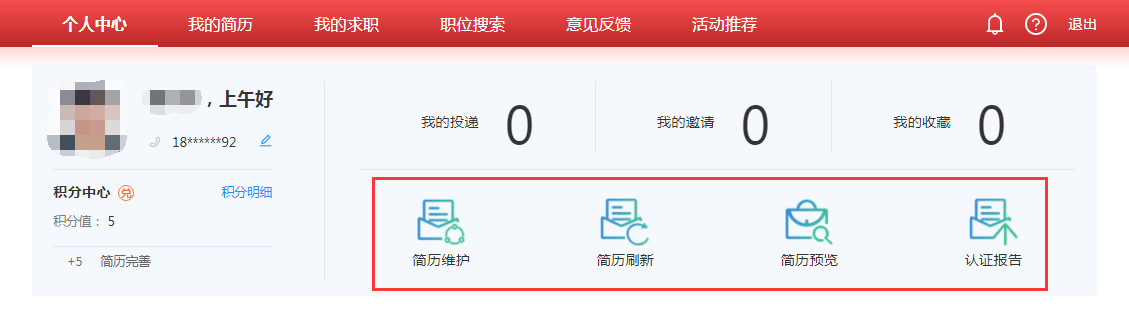 个人中心 我的简历 我的求职 职位搜索 意见反馈 活动推荐 ? 退出
，上午好
18******92
我的投递 0 我的邀请 0 我的收藏 0
积分中心 兑 积分明细
积分值： 5
+5 简历完善
简历维护 简历刷新 简历预览 认证报告